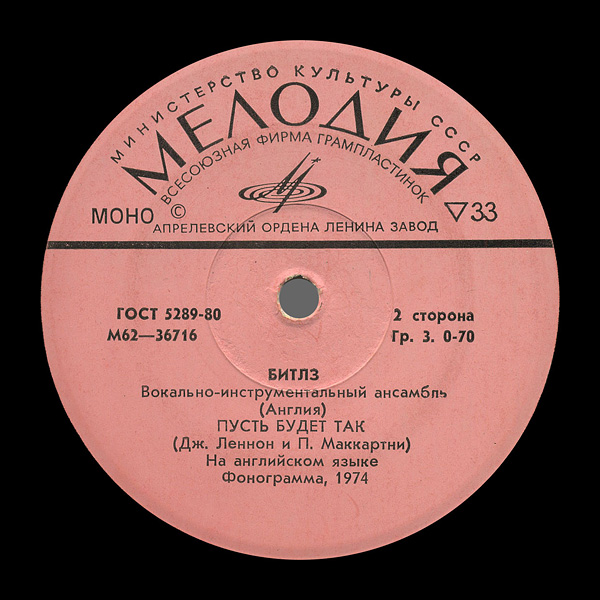 МИНИСТЕРСТВО КУЛЬТУРЫ СССР
МЕЛОДИЯ
ВСЕСОЮЗНАЯ ФИРМА ГРАМПЛАСТИНОК
МОНО © ▽33
АПРЕЛЕВСКИЙ ОРДЕНА ЛЕНИНА ЗАВОД
ГОСТ 5289-80 2 сторона
М62—36716 Гр. 3. 0-70
БИТЛЗ
Вокально-инструментальный ансамбль
(Англия)
ПУСТЬ БУДЕТ ТАК
(Дж. Леннон и П. Маккартни)
На английском языке
Фонограмма, 1974